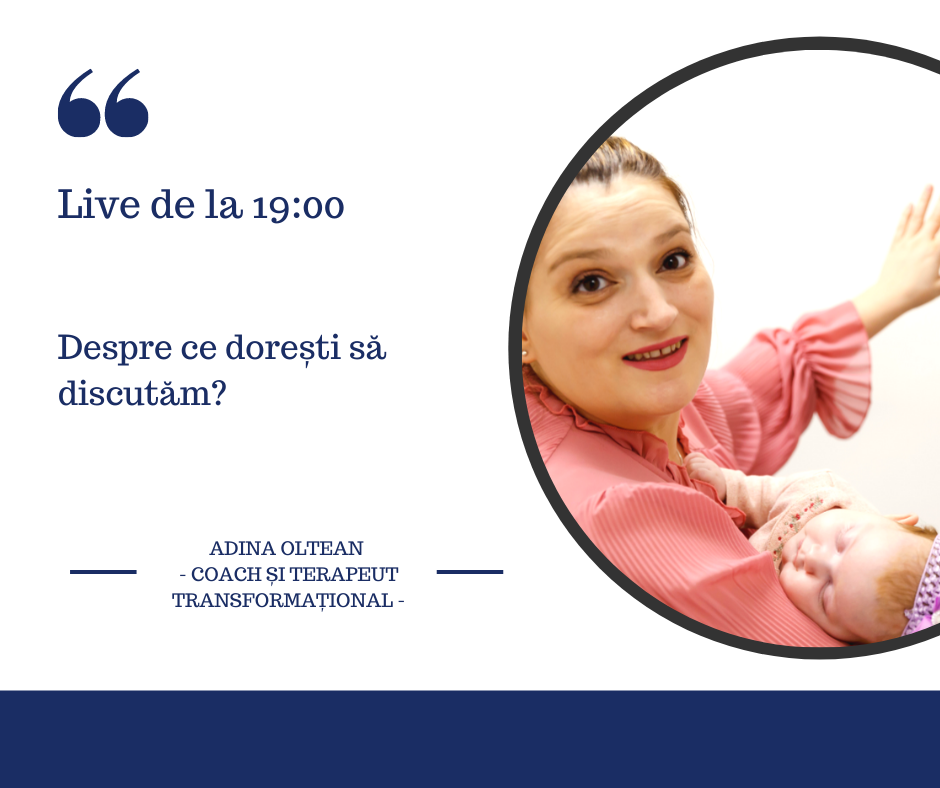 Live de la 19:00
Despre ce dorești să
discutăm?
ADINA OLTEAN
- COACH ȘI TERAPEUT
TRANSFORMAȚIONAL -